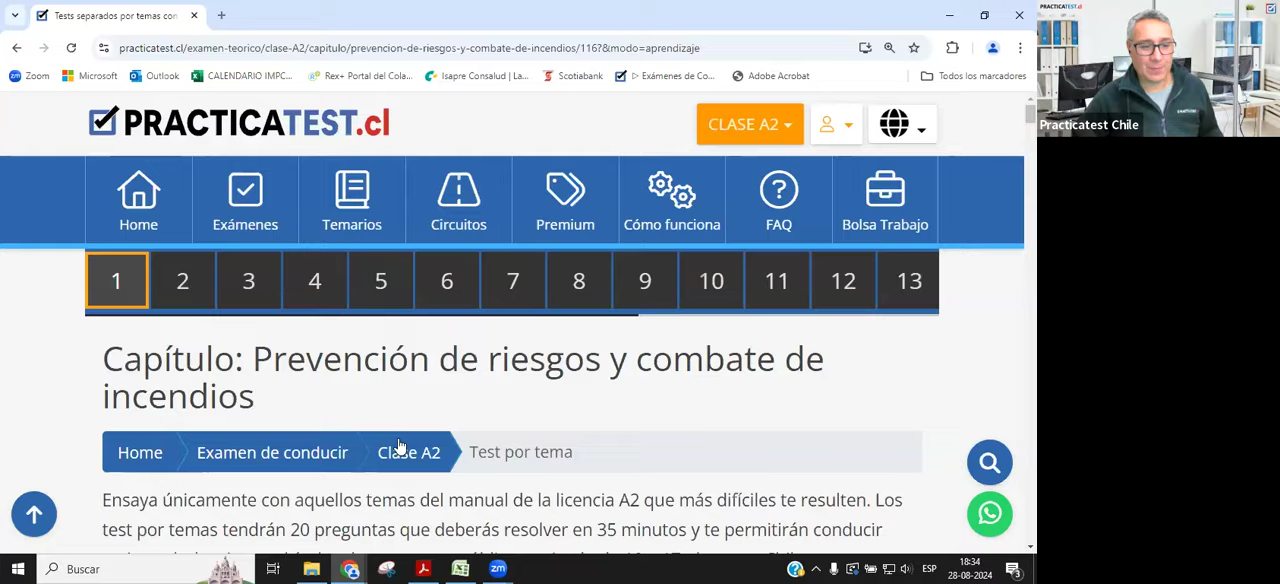 Tests separados por temas con
practicatest.cl/examen-teorico/clase-A2/capitulo/prevencion-de-riesgos-y-combate-de-incendios/116?&modo=aprendizaje
Zoom
Microsoft
Outlook
CALENDARIO IMPC...
Rex+ Portal del Cola...
Isapre Consalud | La...
Scotiabank
▷ Exámenes de Co...
Adobe Acrobat
Todos los marcadores
PRACTICATEST.cl
Practicatest Chile
PRACTICATEST.cl
CLASE A2
Home
Exámenes
Temarios
Circuitos
Premium
Cómo funciona
FAQ
Bolsa Trabajo
1 2 3 4 5 6 7 8 9 10 11 12 13
Capítulo: Prevención de riesgos y combate de
incendios
Home
Examen de conducir
Clase A2
Test por tema
Ensaya únicamente con aquellos temas del manual de la licencia A2 que más difíciles te resulten. Los
test por temas tendrán 20 preguntas que deberás resolver en 35 minutos y te permitirán conducir
Buscar
ESP
18:34
28-08-2024
3